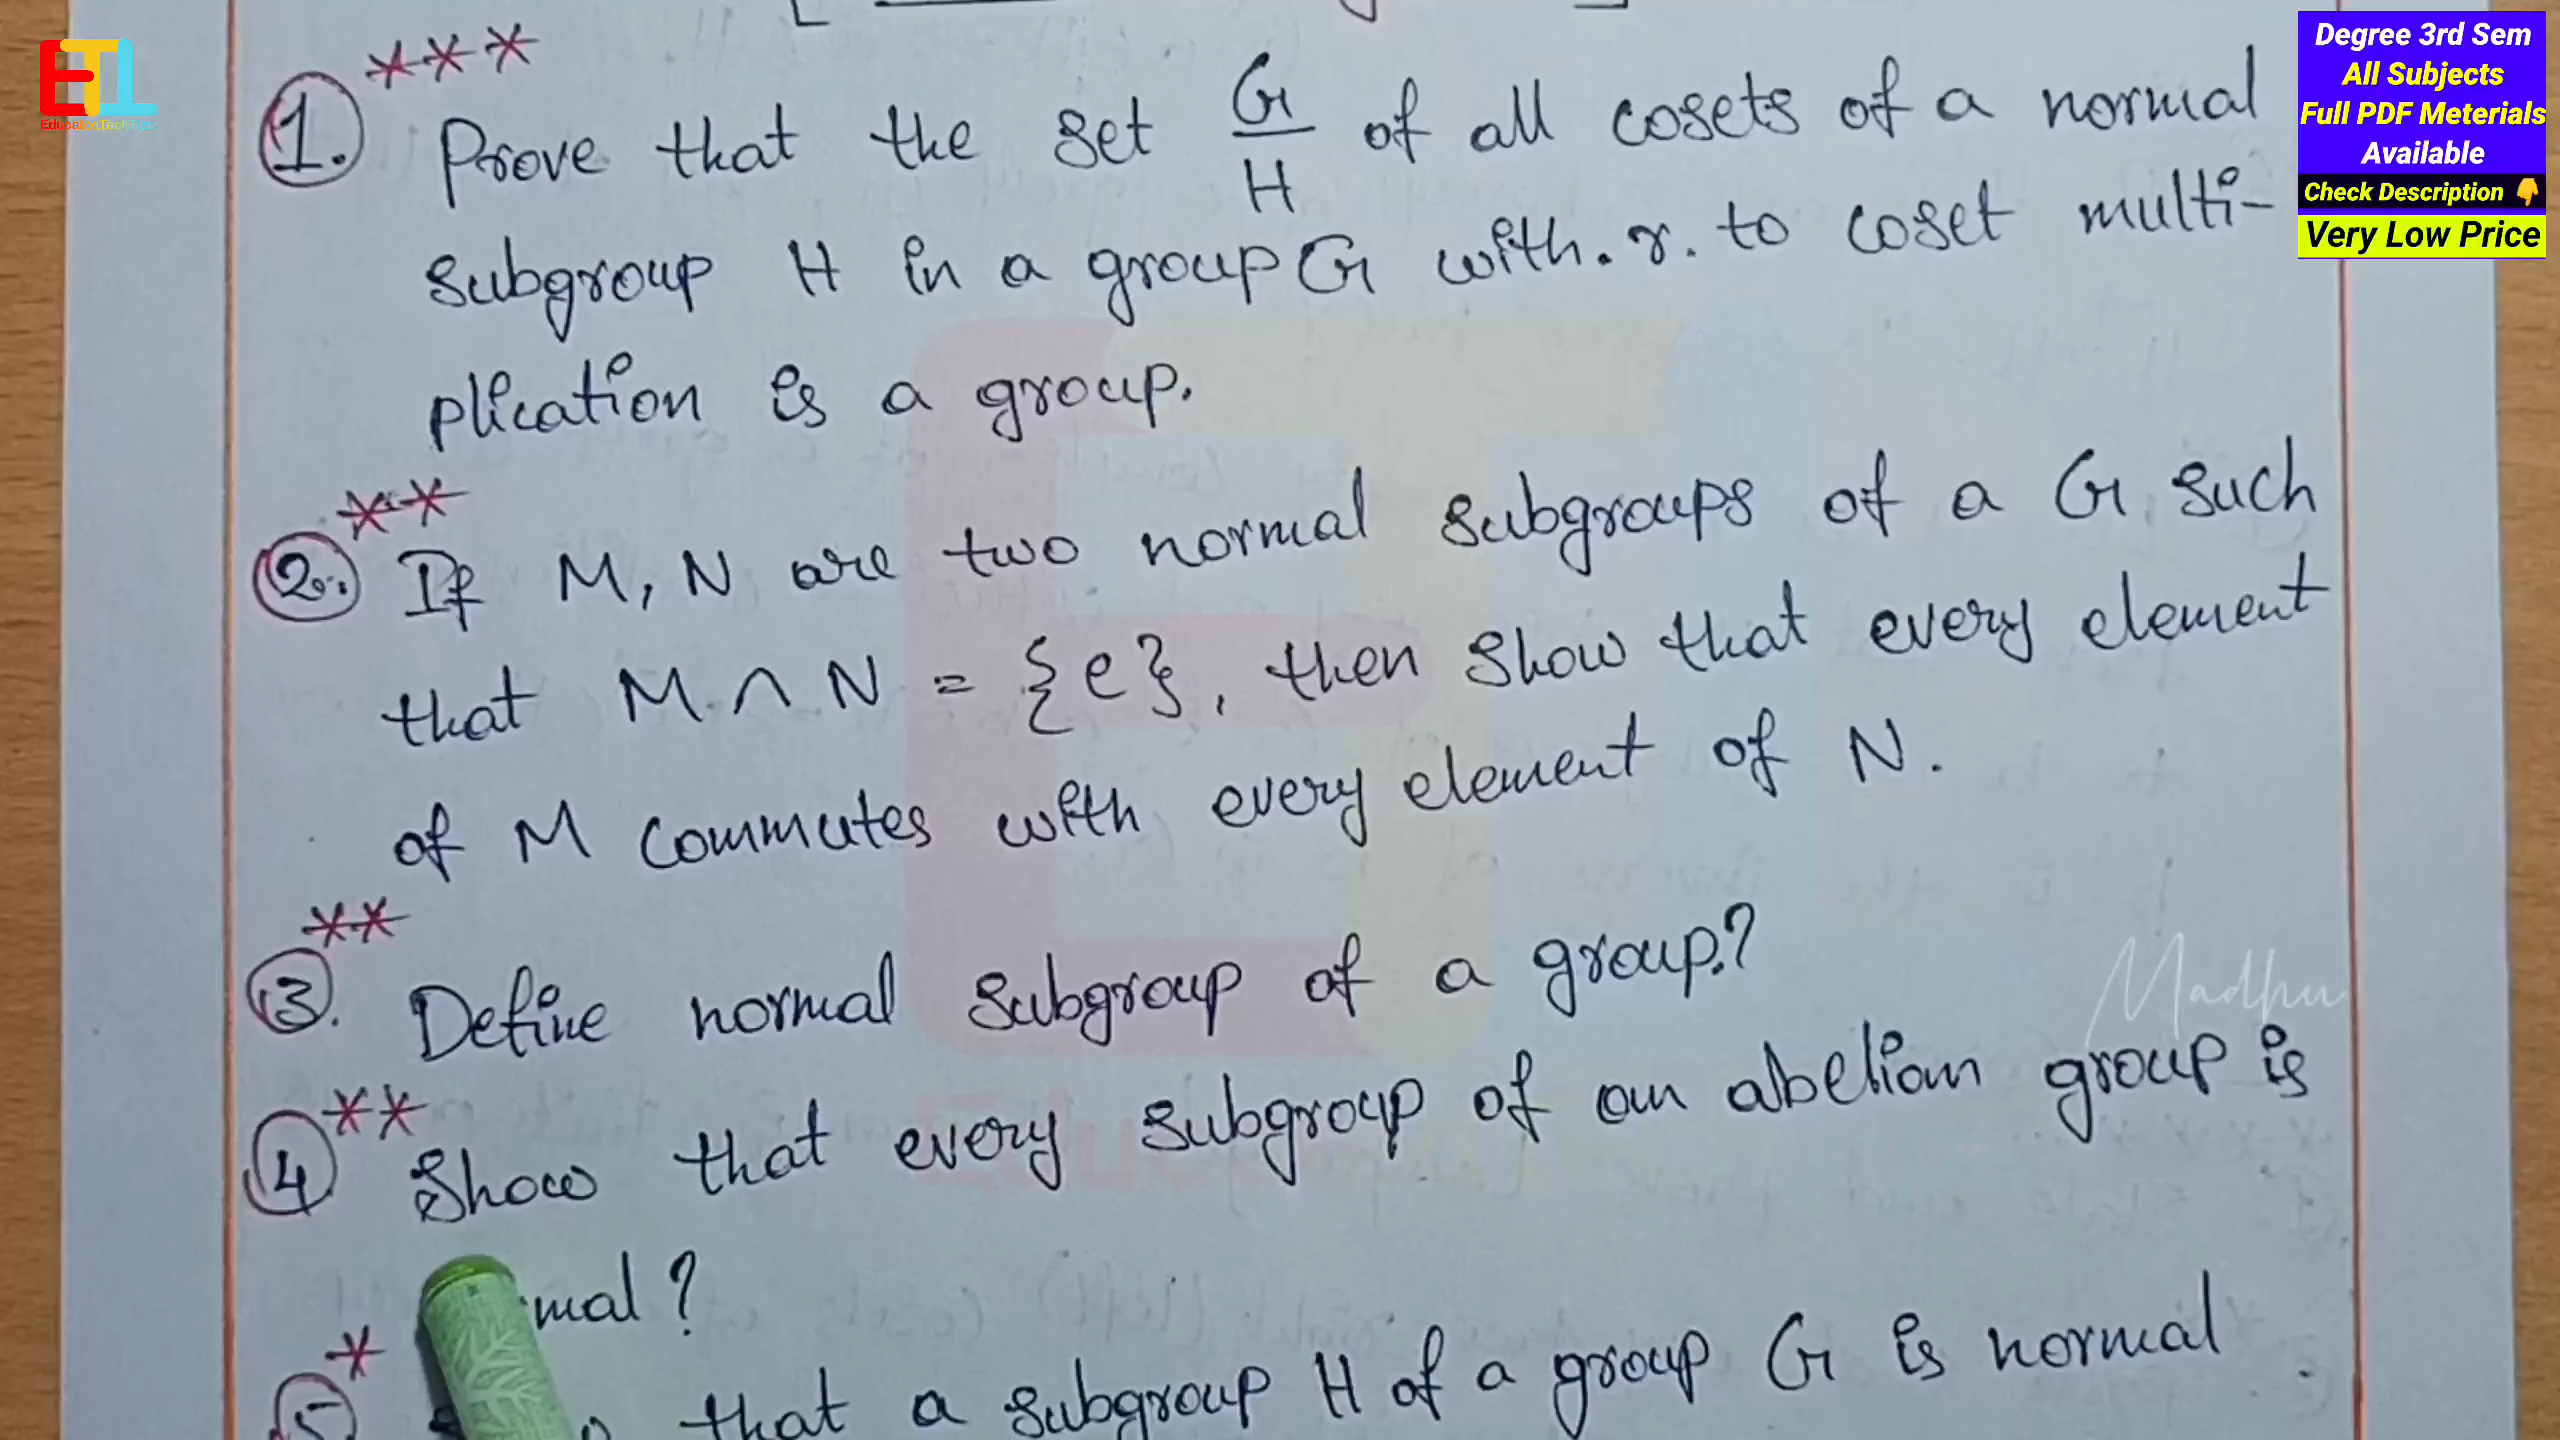 ETL
EducationTechTips
Degree 3rd Sem
All Subjects
Full PDF Meterials
Available
Check Description 👇
Very Low Price
***
1. Prove that the set G/H of all cosets of a normal
subgroup H in a group G with.r. to coset multi-
plication is a group.
**
2. If M, N are two normal subgroups of a G such
that M ∩ N = {e}, then show that every element
of M commutes with every element of N.
**
3. Define normal subgroup of a group.?
Madhu
**
4 Show that every subgroup of an abelian group is
mal?
*
5 that a subgroup H of a group G is normal